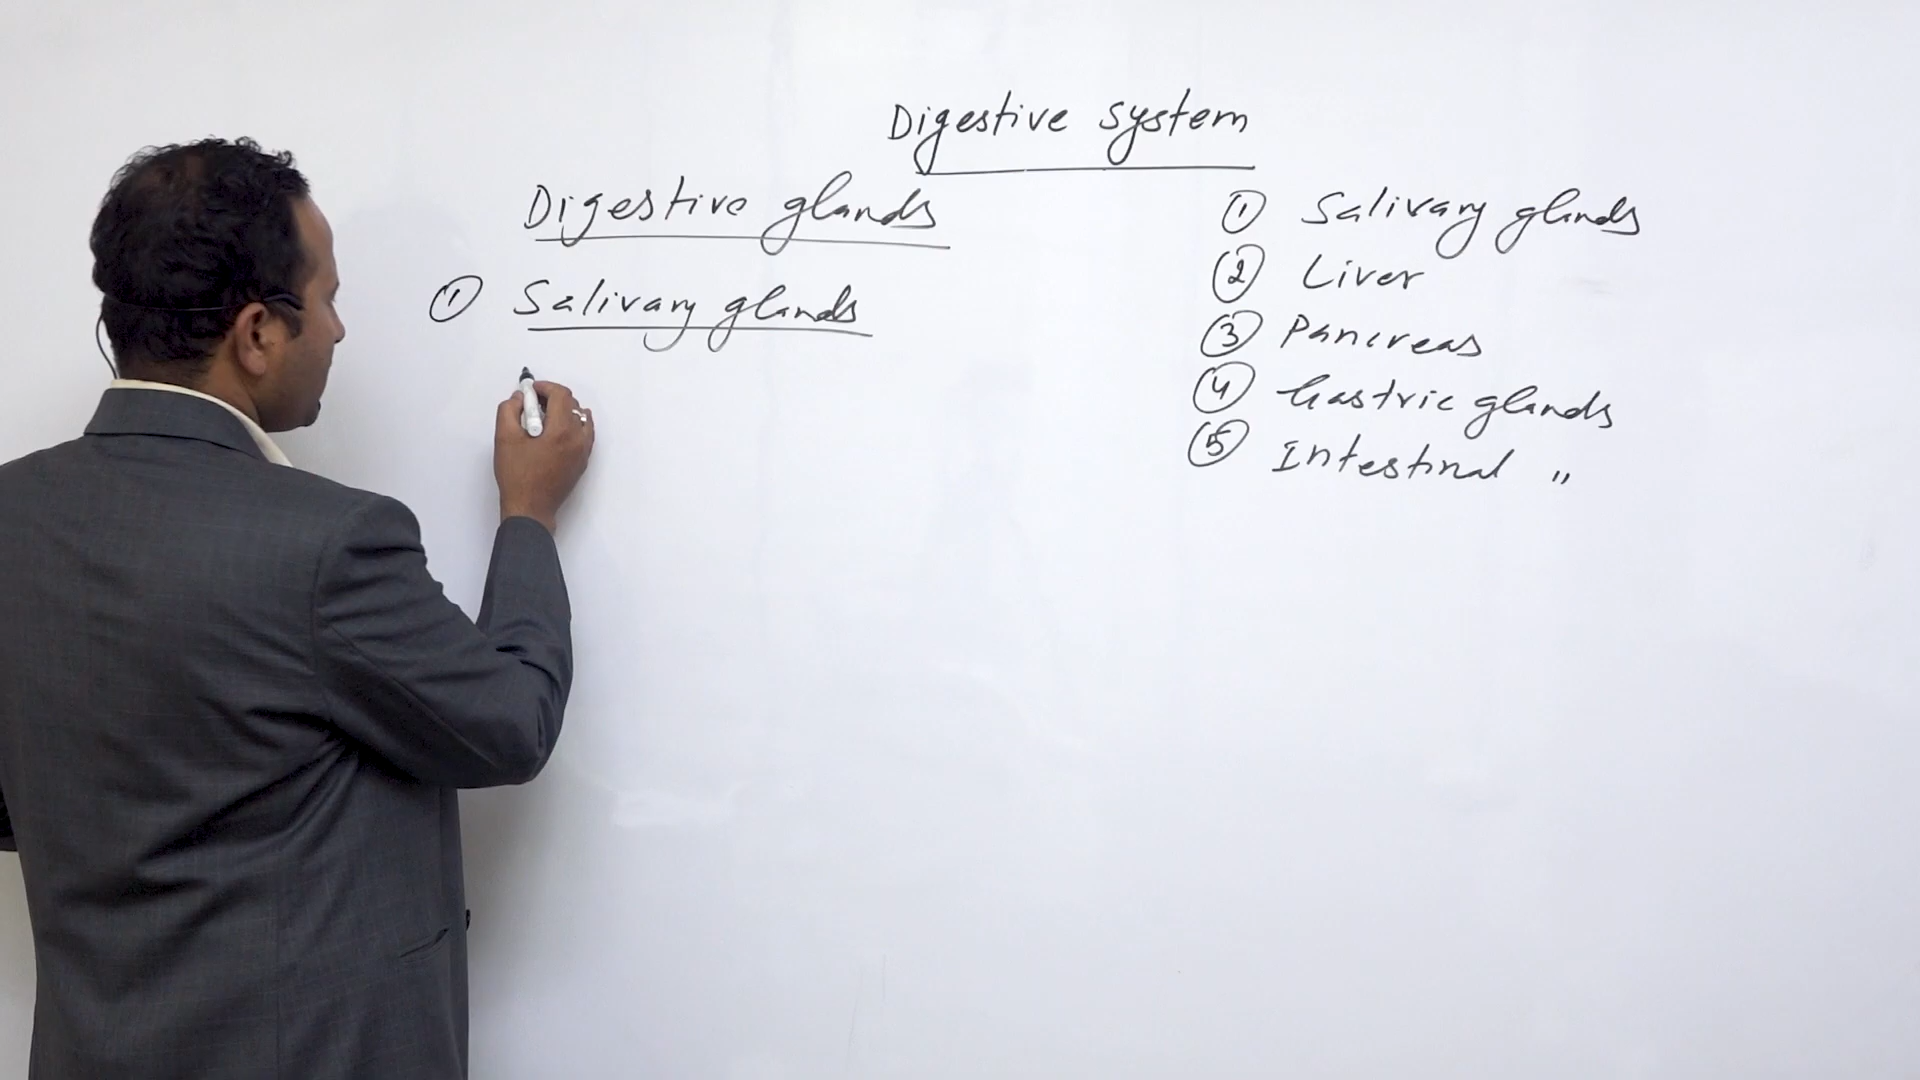 Digestive system
Digestive glands
① Salivary glands
① Salivary glands
② Liver
③ Pancreas
④ Gastric glands
⑤ Intestinal "